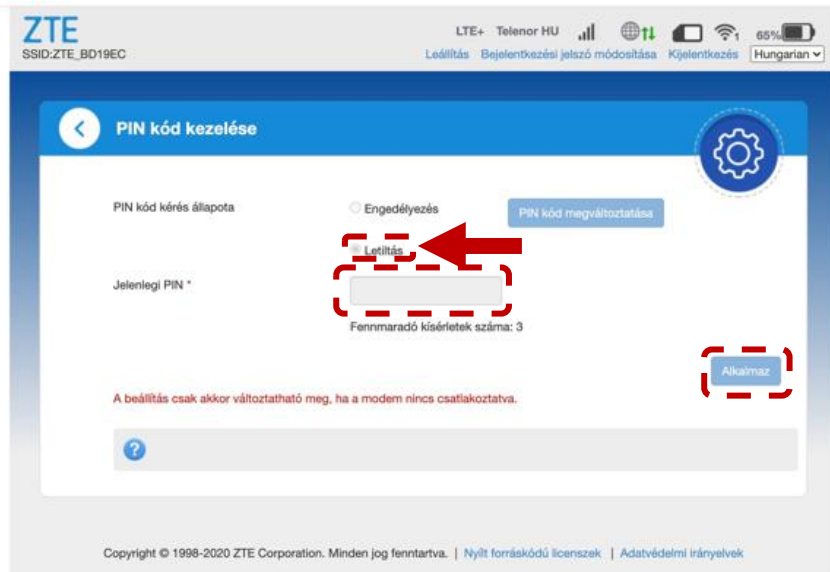 ZTE
LTE+ Telenor HU 1 65%
SSID:ZTE_BD19EC
Leállítás Bejelentkezési jelszó módosítása Kijelentkezés Hungarian
PIN kód kezelése
PIN kód kérés állapota
Engedélyezés
PIN kód megváltoztatása
Letiltás
Jelenlegi PIN *
Fennmaradó kísérletek száma: 3
Alkalmaz
A beállítás csak akkor változtatható meg, ha a modem nincs csatlakoztatva.
?
Copyright © 1998-2020 ZTE Corporation. Minden jog fenntartva. | Nyílt forráskódú licenszek | Adatvédelmi irányelvek